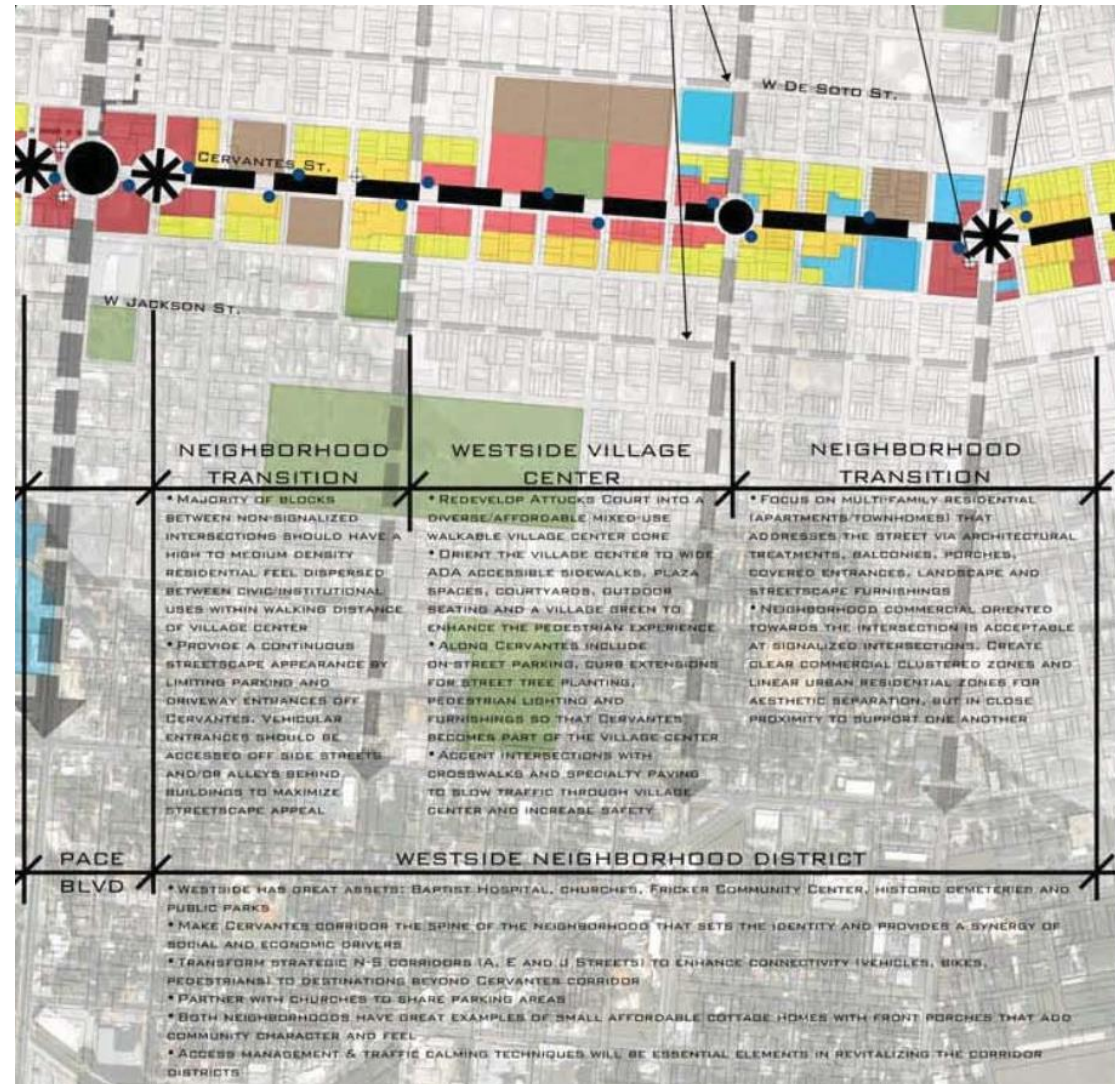 W DE SOTO ST.
CERVANTES ST.
W JACKSON ST.
NEIGHBORHOOD
TRANSITION
• MAJORITY OF BLOCKS
BETWEEN NON-SIGNALIZED
INTERSECTIONS SHOULD HAVE A
HIGH TO MEDIUM DENSITY
RESIDENTIAL FEEL DISPERSED
BETWEEN CIVIC/INSTITUTIONAL
USES WITHIN WALKING DISTANCE
OF VILLAGE CENTER
• PROVIDE A CONTINUOUS
STREETSCAPE APPEARANCE BY
LIMITING PARKING AND
DRIVEWAY ENTRANCES OFF
CERVANTES. VEHICULAR
ENTRANCES SHOULD BE
ACCESSED OFF SIDE STREETS
AND/OR ALLEYS BEHIND
BUILDINGS TO MAXIMIZE
STREETSCAPE APPEAL
WESTSIDE VILLAGE
CENTER
• REDEVELOP ATTUCKS COURT INTO A
DIVERSE/AFFORDABLE MIXED-USE
WALKABLE VILLAGE CENTER CORE
• ORIENT THE VILLAGE CENTER TO WIDE
ADA ACCESSIBLE SIDEWALKS, PLAZA
SPACES, COURTYARDS, OUTDOOR
SEATING AND A VILLAGE GREEN TO
ENHANCE THE PEDESTRIAN EXPERIENCE
• ALONG CERVANTES INCLUDE
ON-STREET PARKING, CURB EXTENSIONS
FOR STREET TREE PLANTING,
PEDESTRIAN LIGHTING AND
FURNISHINGS SO THAT CERVANTES
BECOMES PART OF THE VILLAGE CENTER
• ACCENT INTERSECTIONS WITH
CROSSWALKS AND SPECIALTY PAVING
TO SLOW TRAFFIC THROUGH VILLAGE
CENTER AND INCREASE SAFETY
NEIGHBORHOOD
TRANSITION
• FOCUS ON MULTI-FAMILY RESIDENTIAL
(APARTMENTS/TOWNHOMES) THAT
ADDRESSES THE STREET VIA ARCHITECTURAL
TREATMENTS, BALCONIES, PORCHES,
COVERED ENTRANCES, LANDSCAPE AND
STREETSCAPE FURNISHINGS
• NEIGHBORHOOD COMMERCIAL ORIENTED
TOWARDS THE INTERSECTION IS ACCEPTABLE
AT SIGNALIZED INTERSECTIONS. CREATE
CLEAR COMMERCIAL CLUSTERED ZONES AND
LINEAR URBAN RESIDENTIAL ZONES FOR
AESTHETIC SEPARATION, BUT IN CLOSE
PROXIMITY TO SUPPORT ONE ANOTHER
PACE
BLVD
WESTSIDE NEIGHBORHOOD DISTRICT
• WESTSIDE HAS GREAT ASSETS: BAPTIST HOSPITAL, CHURCHES, FRICKER COMMUNITY CENTER, HISTORIC CEMETERIES AND
PUBLIC PARKS
• MAKE CERVANTES CORRIDOR THE SPINE OF THE NEIGHBORHOOD THAT SETS THE IDENTITY AND PROVIDES A SYNERGY OF
SOCIAL AND ECONOMIC DRIVERS
• TRANSFORM STRATEGIC N-S CORRIDORS (A, E AND J STREETS) TO ENHANCE CONNECTIVITY (VEHICLES, BIKES,
PEDESTRIANS) TO DESTINATIONS BEYOND CERVANTES CORRIDOR
• PARTNER WITH CHURCHES TO SHARE PARKING AREAS
• BOTH NEIGHBORHOODS HAVE GREAT EXAMPLES OF SMALL AFFORDABLE COTTAGE HOMES WITH FRONT PORCHES THAT ADD
COMMUNITY CHARACTER AND FEEL
• ACCESS MANAGEMENT & TRAFFIC CALMING TECHNIQUES WILL BE ESSENTIAL ELEMENTS IN REVITALIZING THE CORRIDOR
DISTRICTS